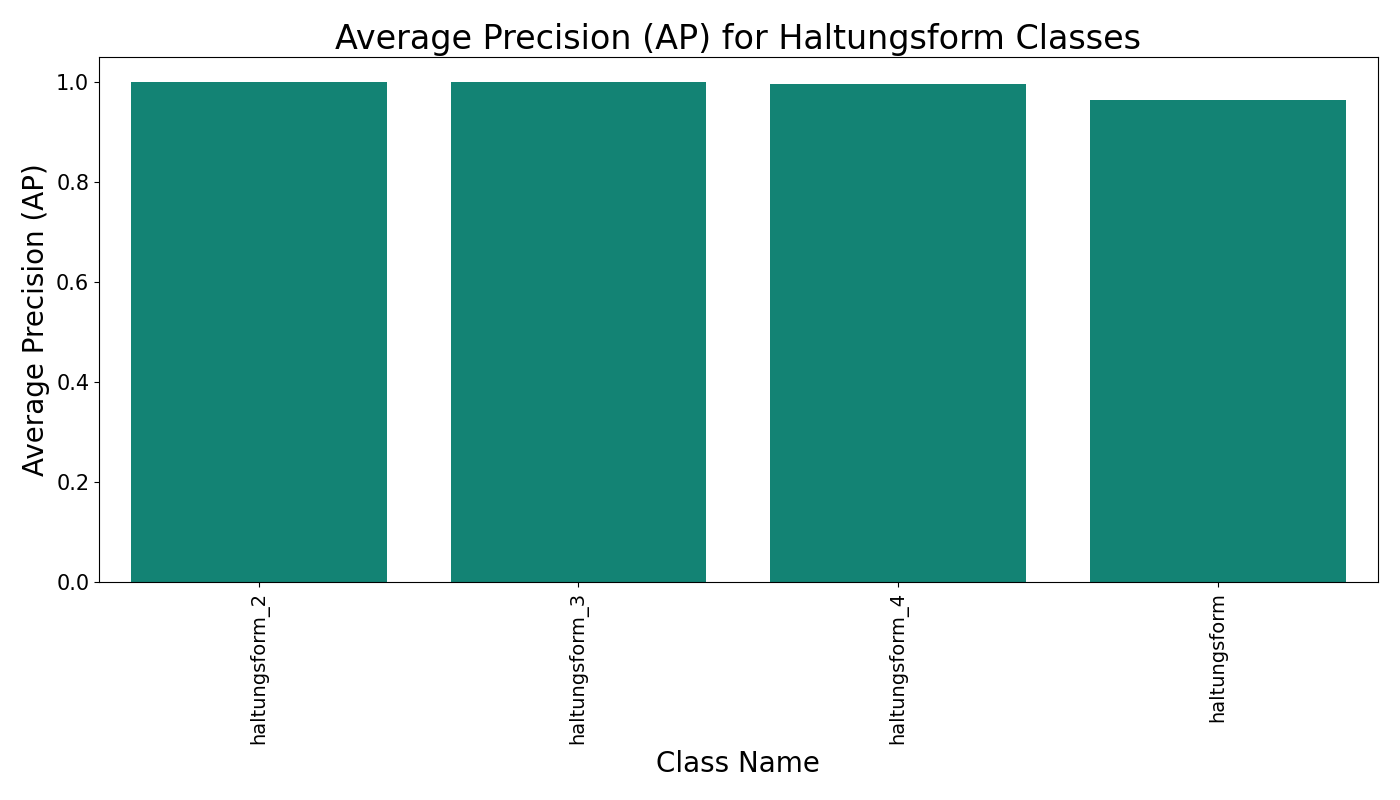 Average Precision (AP) for Haltungsform Classes
Average Precision (AP)
1.0
0.8
0.6
0.4
0.2
0.0
haltungsform_2
haltungsform_3
haltungsform_4
haltungsform
Class Name